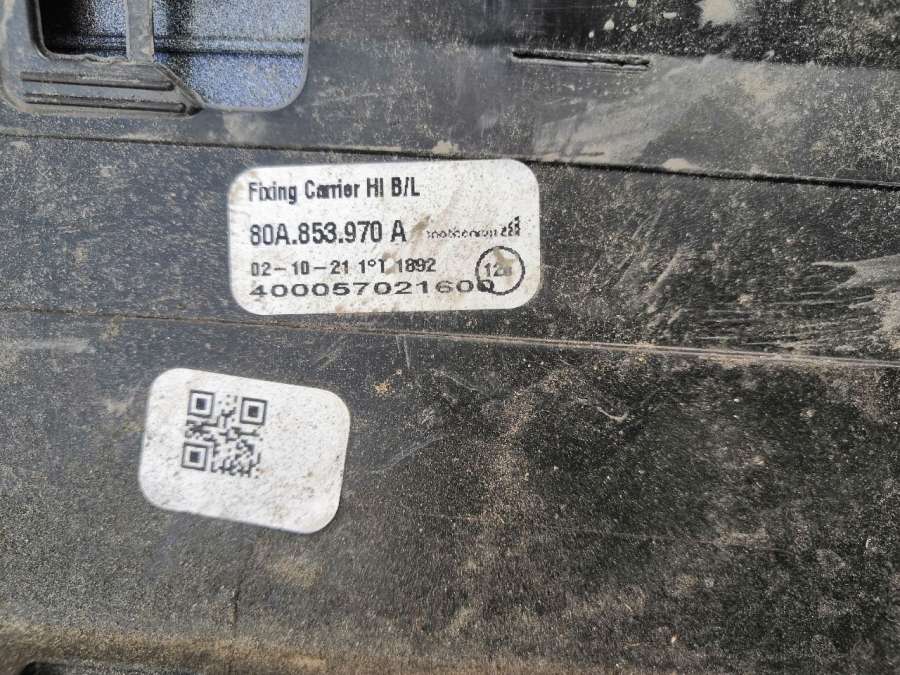 Fixing Carrier HI B/L
80A.853.970 A
02-10-21 1°T 1892
400057021600